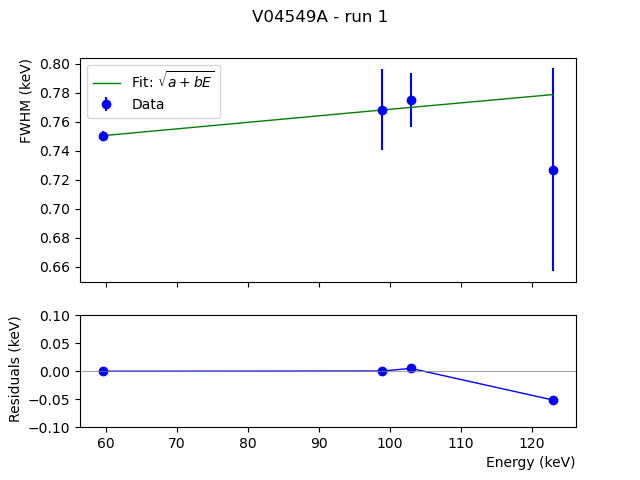 V04549A - run 1
FWHM (keV)
0.80
0.78
0.76
0.74
0.72
0.70
0.68
0.66
Fit: √a + bE
Data
Residuals (keV)
0.10
0.05
0.00
−0.05
−0.10
60 70 80 90 100 110 120
Energy (keV)